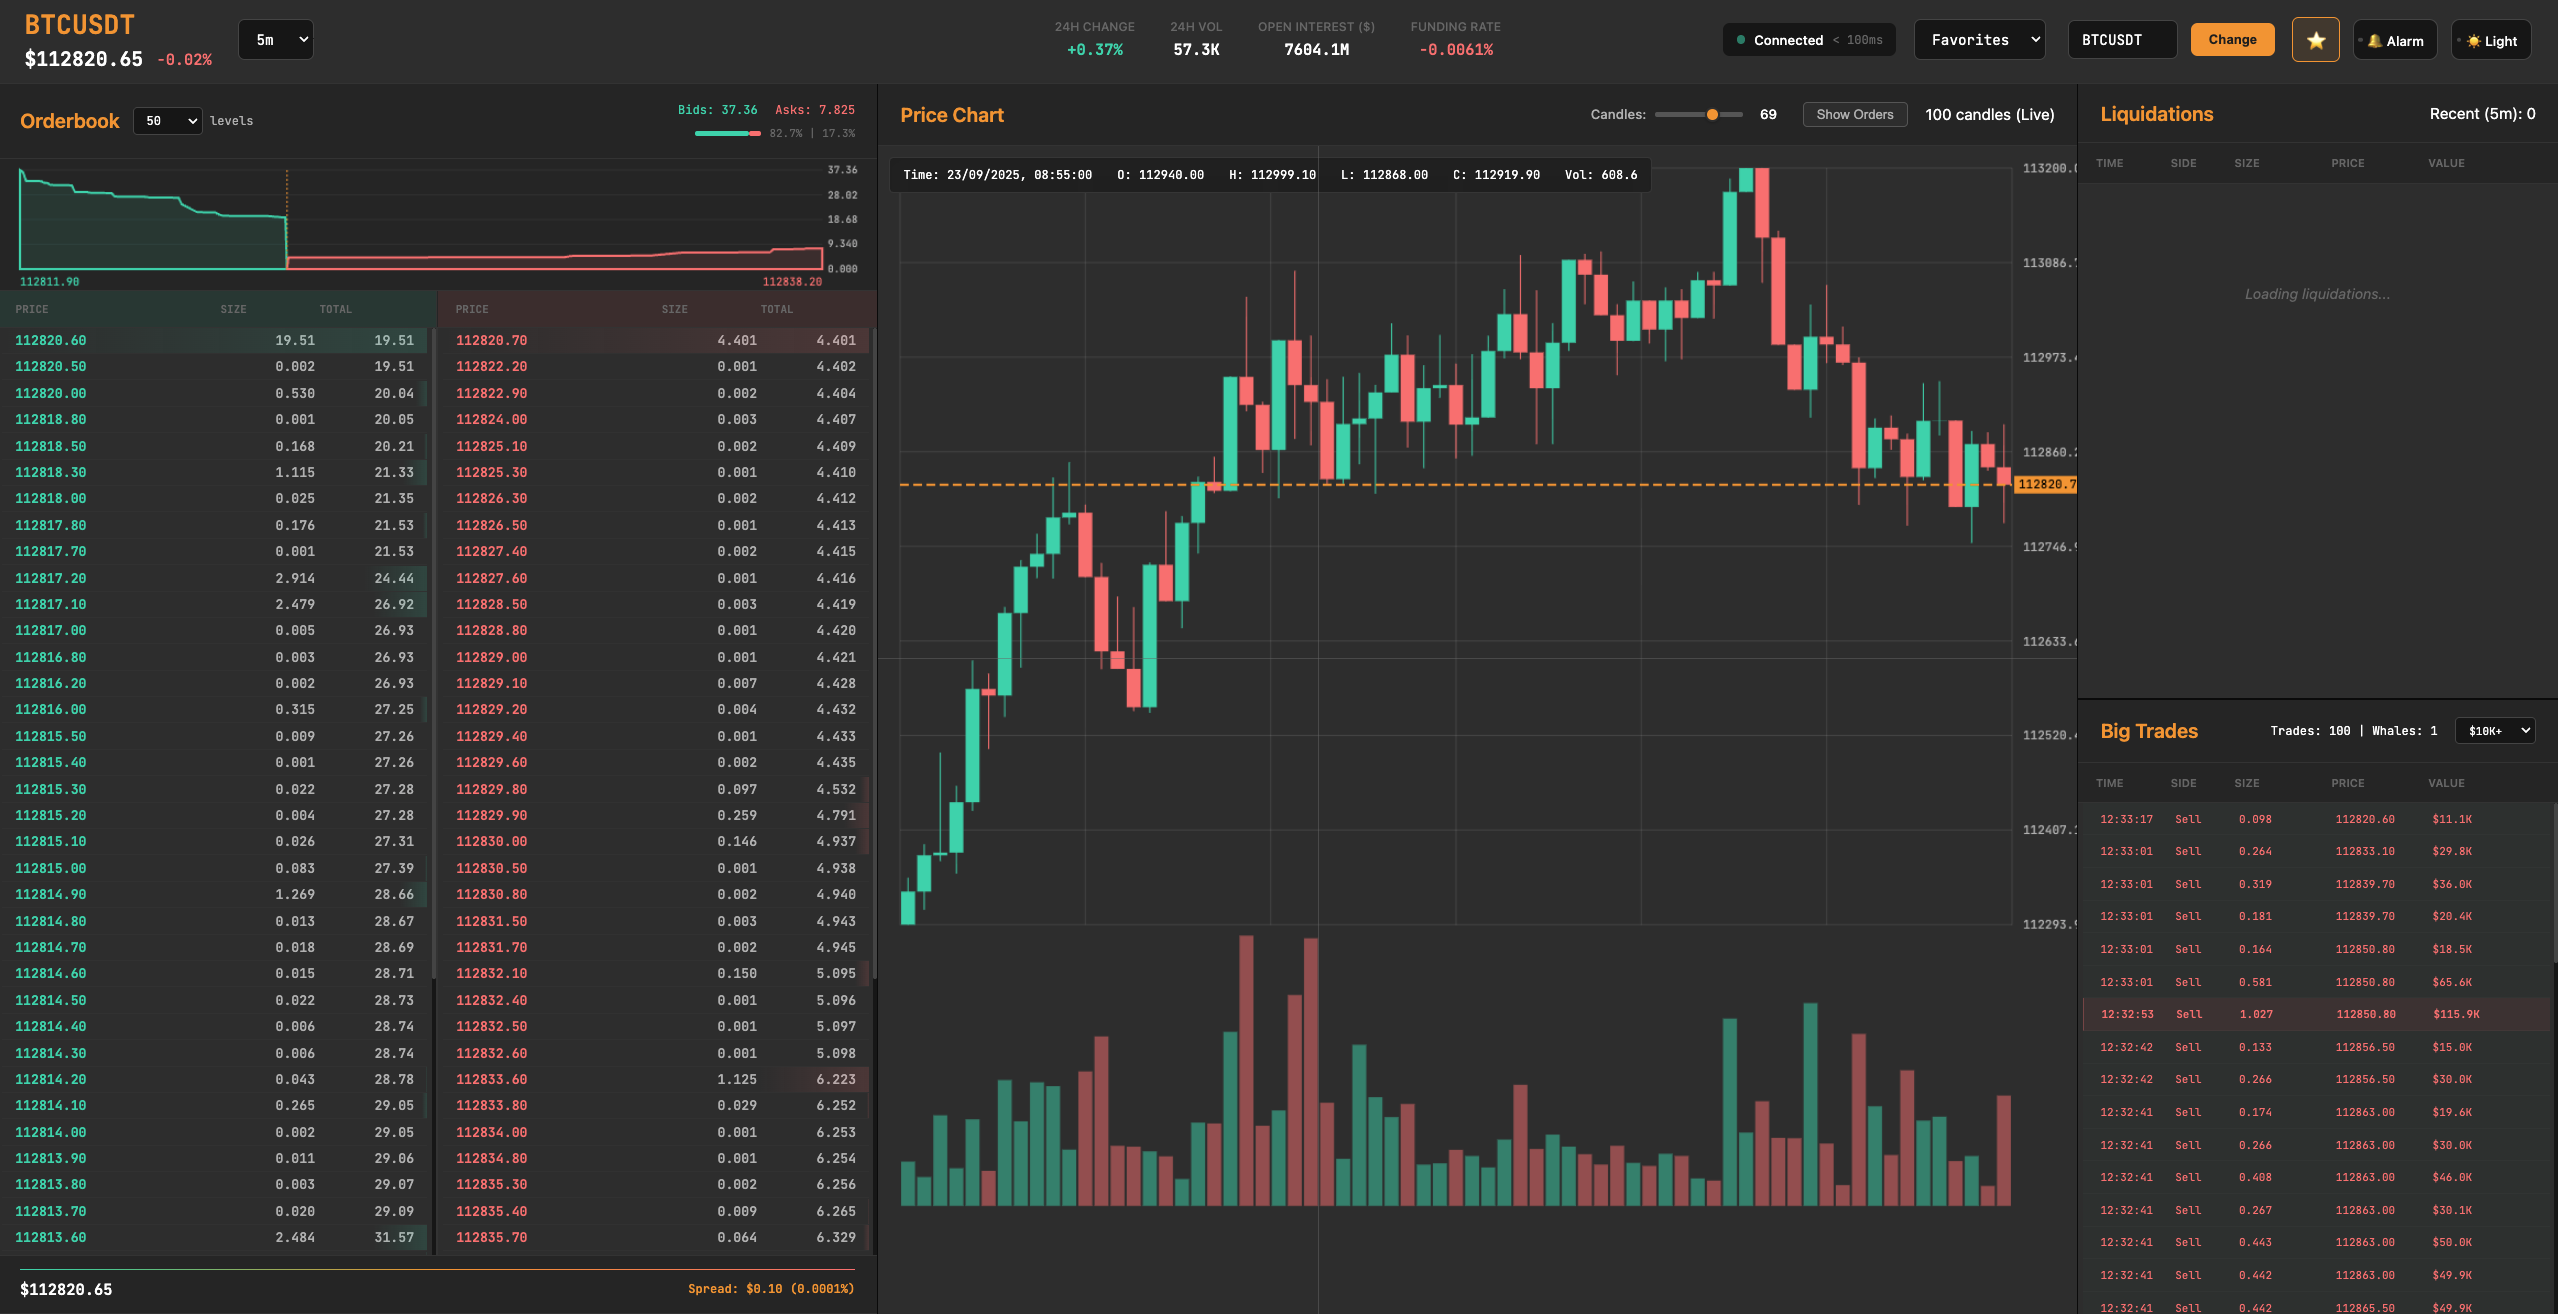 BTCUSDT
$112820.65 -0.02%
5m
24H CHANGE 24H VOL OPEN INTEREST ($) FUNDING RATE
+0.37% 57.3K 7604.1M -0.0061%
Connected < 100ms
Favorites
BTCUSDT
Change
Alarm
Light
Orderbook 50 levels
Bids: 37.36 Asks: 7.825
82.7% | 17.3%
37.36
28.02
18.68
9.340
0.000
112811.90 112838.20
PRICE SIZE TOTAL PRICE SIZE TOTAL
112820.60 19.51 19.51 112820.70 4.401 4.401
112820.50 0.002 19.51 112822.20 0.001 4.402
112820.00 0.530 20.04 112822.90 0.002 4.404
112818.80 0.001 20.05 112824.00 0.003 4.407
112818.50 0.168 20.21 112825.10 0.002 4.409
112818.30 1.115 21.33 112825.30 0.001 4.410
112818.00 0.025 21.35 112826.30 0.002 4.412
112817.80 0.176 21.53 112826.50 0.001 4.413
112817.70 0.001 21.53 112827.40 0.002 4.415
112817.20 2.914 24.44 112827.60 0.001 4.416
112817.10 2.479 26.92 112828.50 0.003 4.419
112817.00 0.005 26.93 112828.80 0.001 4.420
112816.80 0.003 26.93 112829.00 0.001 4.421
112816.20 0.002 26.93 112829.10 0.007 4.428
112816.00 0.315 27.25 112829.20 0.004 4.432
112815.50 0.009 27.26 112829.40 0.001 4.433
112815.40 0.001 27.26 112829.60 0.002 4.435
112815.30 0.022 27.28 112829.80 0.097 4.532
112815.20 0.004 27.28 112829.90 0.259 4.791
112815.10 0.026 27.31 112830.00 0.146 4.937
112815.00 0.083 27.39 112830.50 0.001 4.938
112814.90 1.269 28.66 112830.80 0.002 4.940
112814.80 0.013 28.67 112831.50 0.003 4.943
112814.70 0.018 28.69 112831.70 0.002 4.945
112814.60 0.015 28.71 112832.10 0.150 5.095
112814.50 0.022 28.73 112832.40 0.001 5.096
112814.40 0.006 28.74 112832.50 0.001 5.097
112814.30 0.006 28.74 112832.60 0.001 5.098
112814.20 0.043 28.78 112833.60 1.125 6.223
112814.10 0.265 29.05 112833.80 0.029 6.252
112814.00 0.002 29.05 112834.00 0.001 6.253
112813.90 0.011 29.06 112834.80 0.001 6.254
112813.80 0.003 29.07 112835.30 0.002 6.256
112813.70 0.020 29.09 112835.40 0.009 6.265
112813.60 2.484 31.57 112835.70 0.064 6.329
$112820.65 Spread: $0.10 (0.0001%)
Price Chart
Candles: 69 Show Orders 100 candles (Live)
Time: 23/09/2025, 08:55:00 O: 112940.00 H: 112999.10 L: 112868.00 C: 112919.90 Vol: 608.6
113200.0
113086.7
112973.4
112860.2
112820.7
112746.9
112633.6
112520.4
112407.1
112293.9
Liquidations Recent (5m): 0
TIME SIDE SIZE PRICE VALUE
Loading liquidations...
Big Trades Trades: 100 | Whales: 1 $10K+
TIME SIDE SIZE PRICE VALUE
12:33:17 Sell 0.098 112820.60 $11.1K
12:33:01 Sell 0.264 112833.10 $29.8K
12:33:01 Sell 0.319 112839.70 $36.0K
12:33:01 Sell 0.181 112839.70 $20.4K
12:33:01 Sell 0.164 112850.80 $18.5K
12:33:01 Sell 0.581 112850.80 $65.6K
12:32:53 Sell 1.027 112850.80 $115.9K
12:32:42 Sell 0.133 112856.50 $15.0K
12:32:42 Sell 0.266 112856.50 $30.0K
12:32:41 Sell 0.174 112863.00 $19.6K
12:32:41 Sell 0.266 112863.00 $30.0K
12:32:41 Sell 0.408 112863.00 $46.0K
12:32:41 Sell 0.267 112863.00 $30.1K
12:32:41 Sell 0.443 112863.00 $50.0K
12:32:41 Sell 0.442 112863.00 $49.9K
12:32:41 Sell 0.442 112865.50 $49.9K